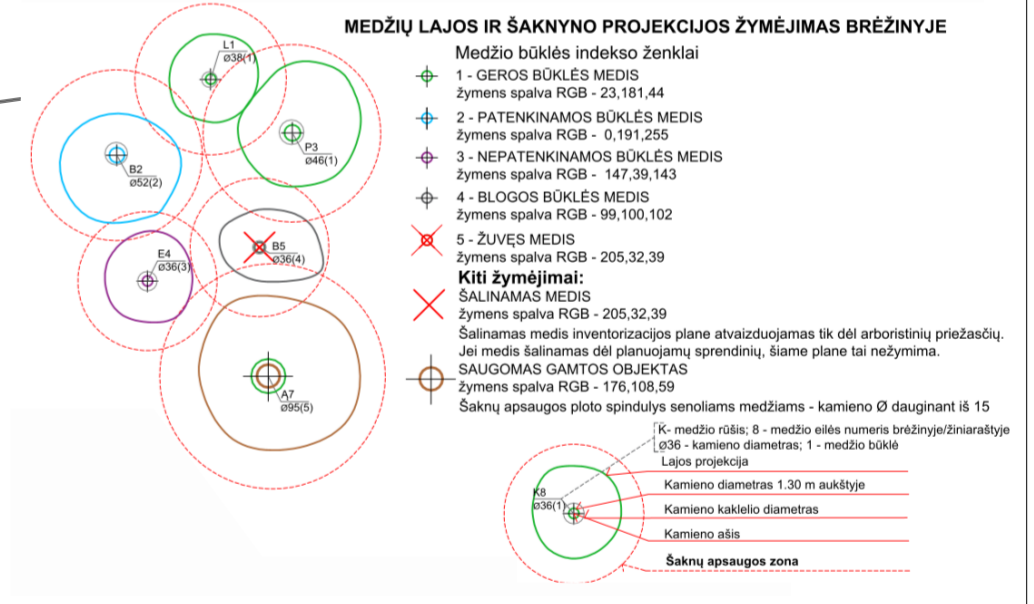 MEDŽIŲ LAJOS IR ŠAKNYNO PROJEKCIJOS ŽYMĖJIMAS BRĖŽINYJE
Medžio būklės indekso ženklai
1 - GEROS BŪKLĖS MEDIS
žymens spalva RGB - 23,181,44
2 - PATENKINAMOS BŪKLĖS MEDIS
žymens spalva RGB - 0,191,255
3 - NEPATENKINAMOS BŪKLĖS MEDIS
žymens spalva RGB - 147,39,143
4 - BLOGOS BŪKLĖS MEDIS
žymens spalva RGB - 99,100,102
5 - ŽUVĘS MEDIS
žymens spalva RGB - 205,32,39
Kiti žymėjimai:
ŠALINAMAS MEDIS
žymens spalva RGB - 205,32,39
Šalinamas medis inventorizacijos plane atvaizduojamas tik dėl arboristinių priežasčių.
Jei medis šalinamas dėl planuojamų sprendinių, šiame plane tai nežymima.
SAUGOMAS GAMTOS OBJEKTAS
žymens spalva RGB - 176,108,59
Šaknų apsaugos ploto spindulys senoliams medžiams - kamieno Ø dauginant iš 15
L1
ø38(1)
P3
ø46(1)
B2
ø52(2)
E4
ø36(3)
B5
ø36(4)
A7
ø95(5)
K- medžio rūšis; 8 - medžio eilės numeris brėžinyje/žiniaraštyje
ø36 - kamieno diametras; 1 - medžio būklė
Lajos projekcija
Kamieno diametras 1.30 m aukštyje
Kamieno kaklelio diametras
Kamieno ašis
Šaknų apsaugos zona
K8
ø36(1)